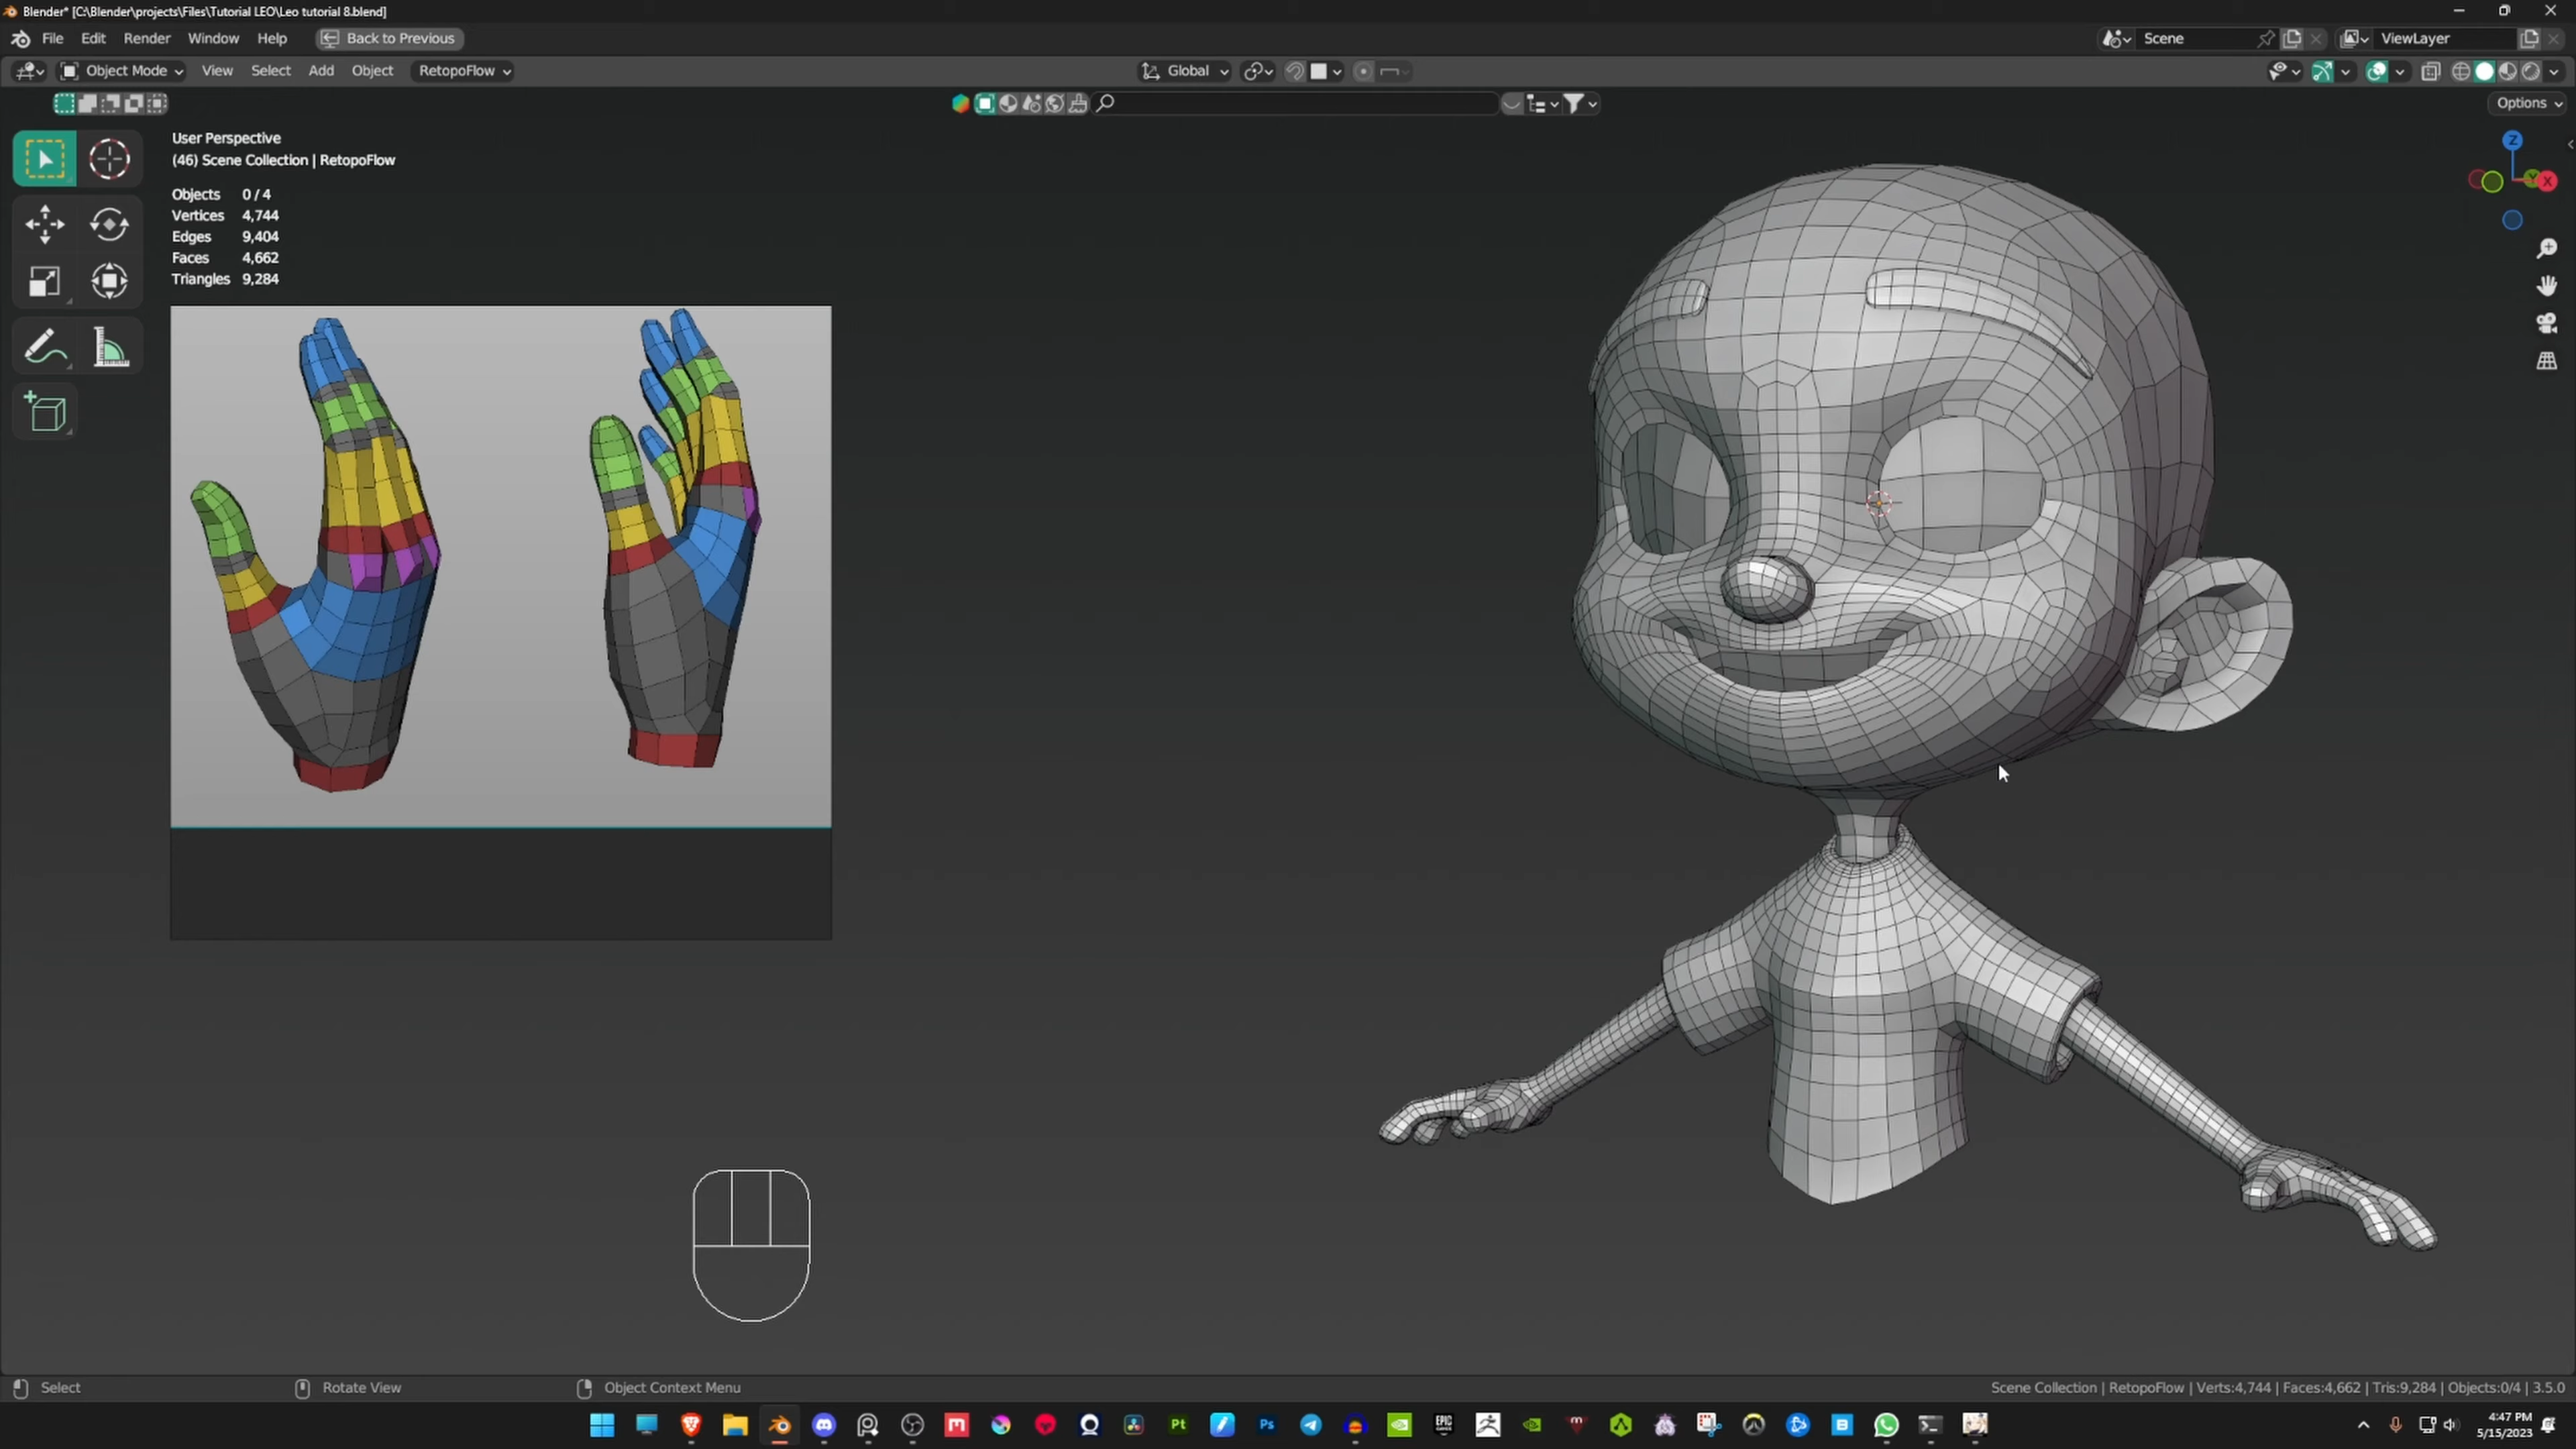 Blender* [C:\Blender\projects\Files\Tutorial LEO\Leo tutorial 8.blend]
File Edit Render Window Help Back to Previous Scene ViewLayer
Object Mode View Select Add Object RetopoFlow Global
Options
User Perspective
(46) Scene Collection | RetopoFlow
Objects 0 / 4
Vertices 4,744
Edges 9,404
Faces 4,662
Triangles 9,284
Z
Y
X
Select Rotate View Object Context Menu Scene Collection | RetopoFlow | Verts:4,744 | Faces:4,662 | Tris:9,284 | Objects:0/4 | 3.5.0
Pt Ps EPIC GAMES B
4:47 PM
5/15/2023